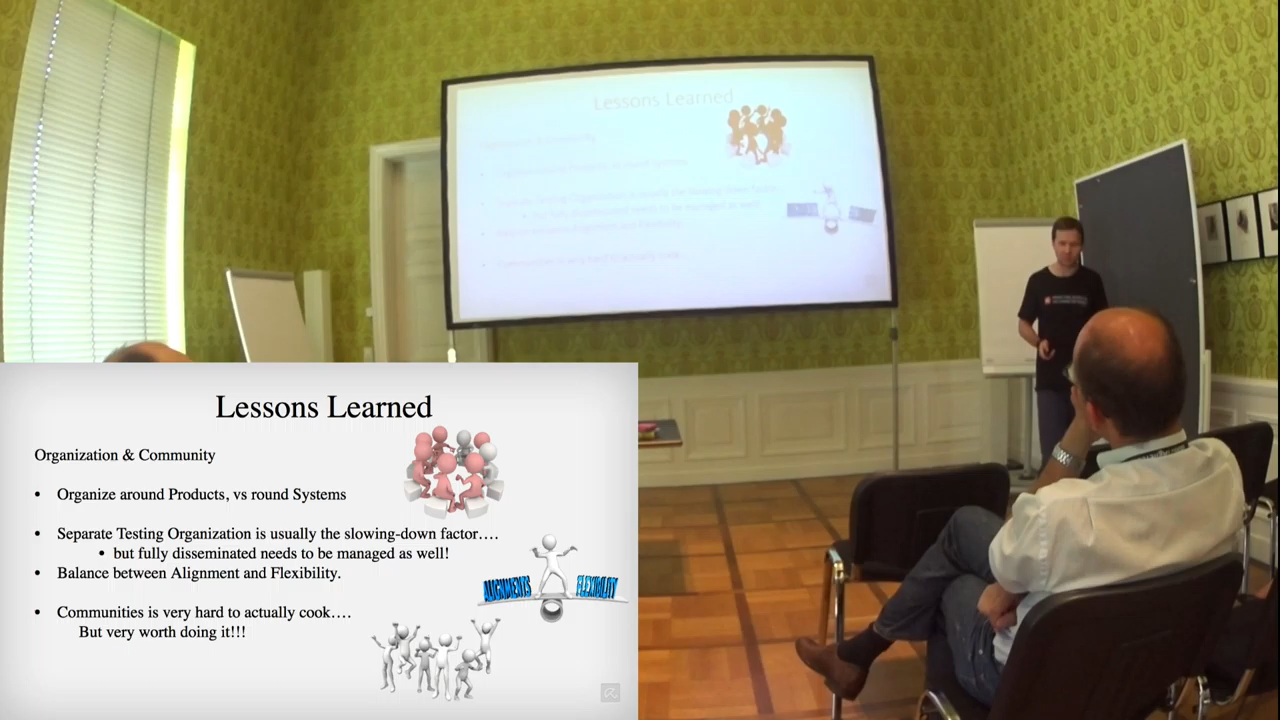 Lessons Learned
Lessons Learned
Organization & Community
• Organize around Products, vs round Systems
• Separate Testing Organization is usually the slowing-down factor….
• but fully disseminated needs to be managed as well!
• Balance between Alignment and Flexibility.
ALIGNMENTS FLEXIBILITY
• Communities is very hard to actually cook….
But very worth doing it!!!